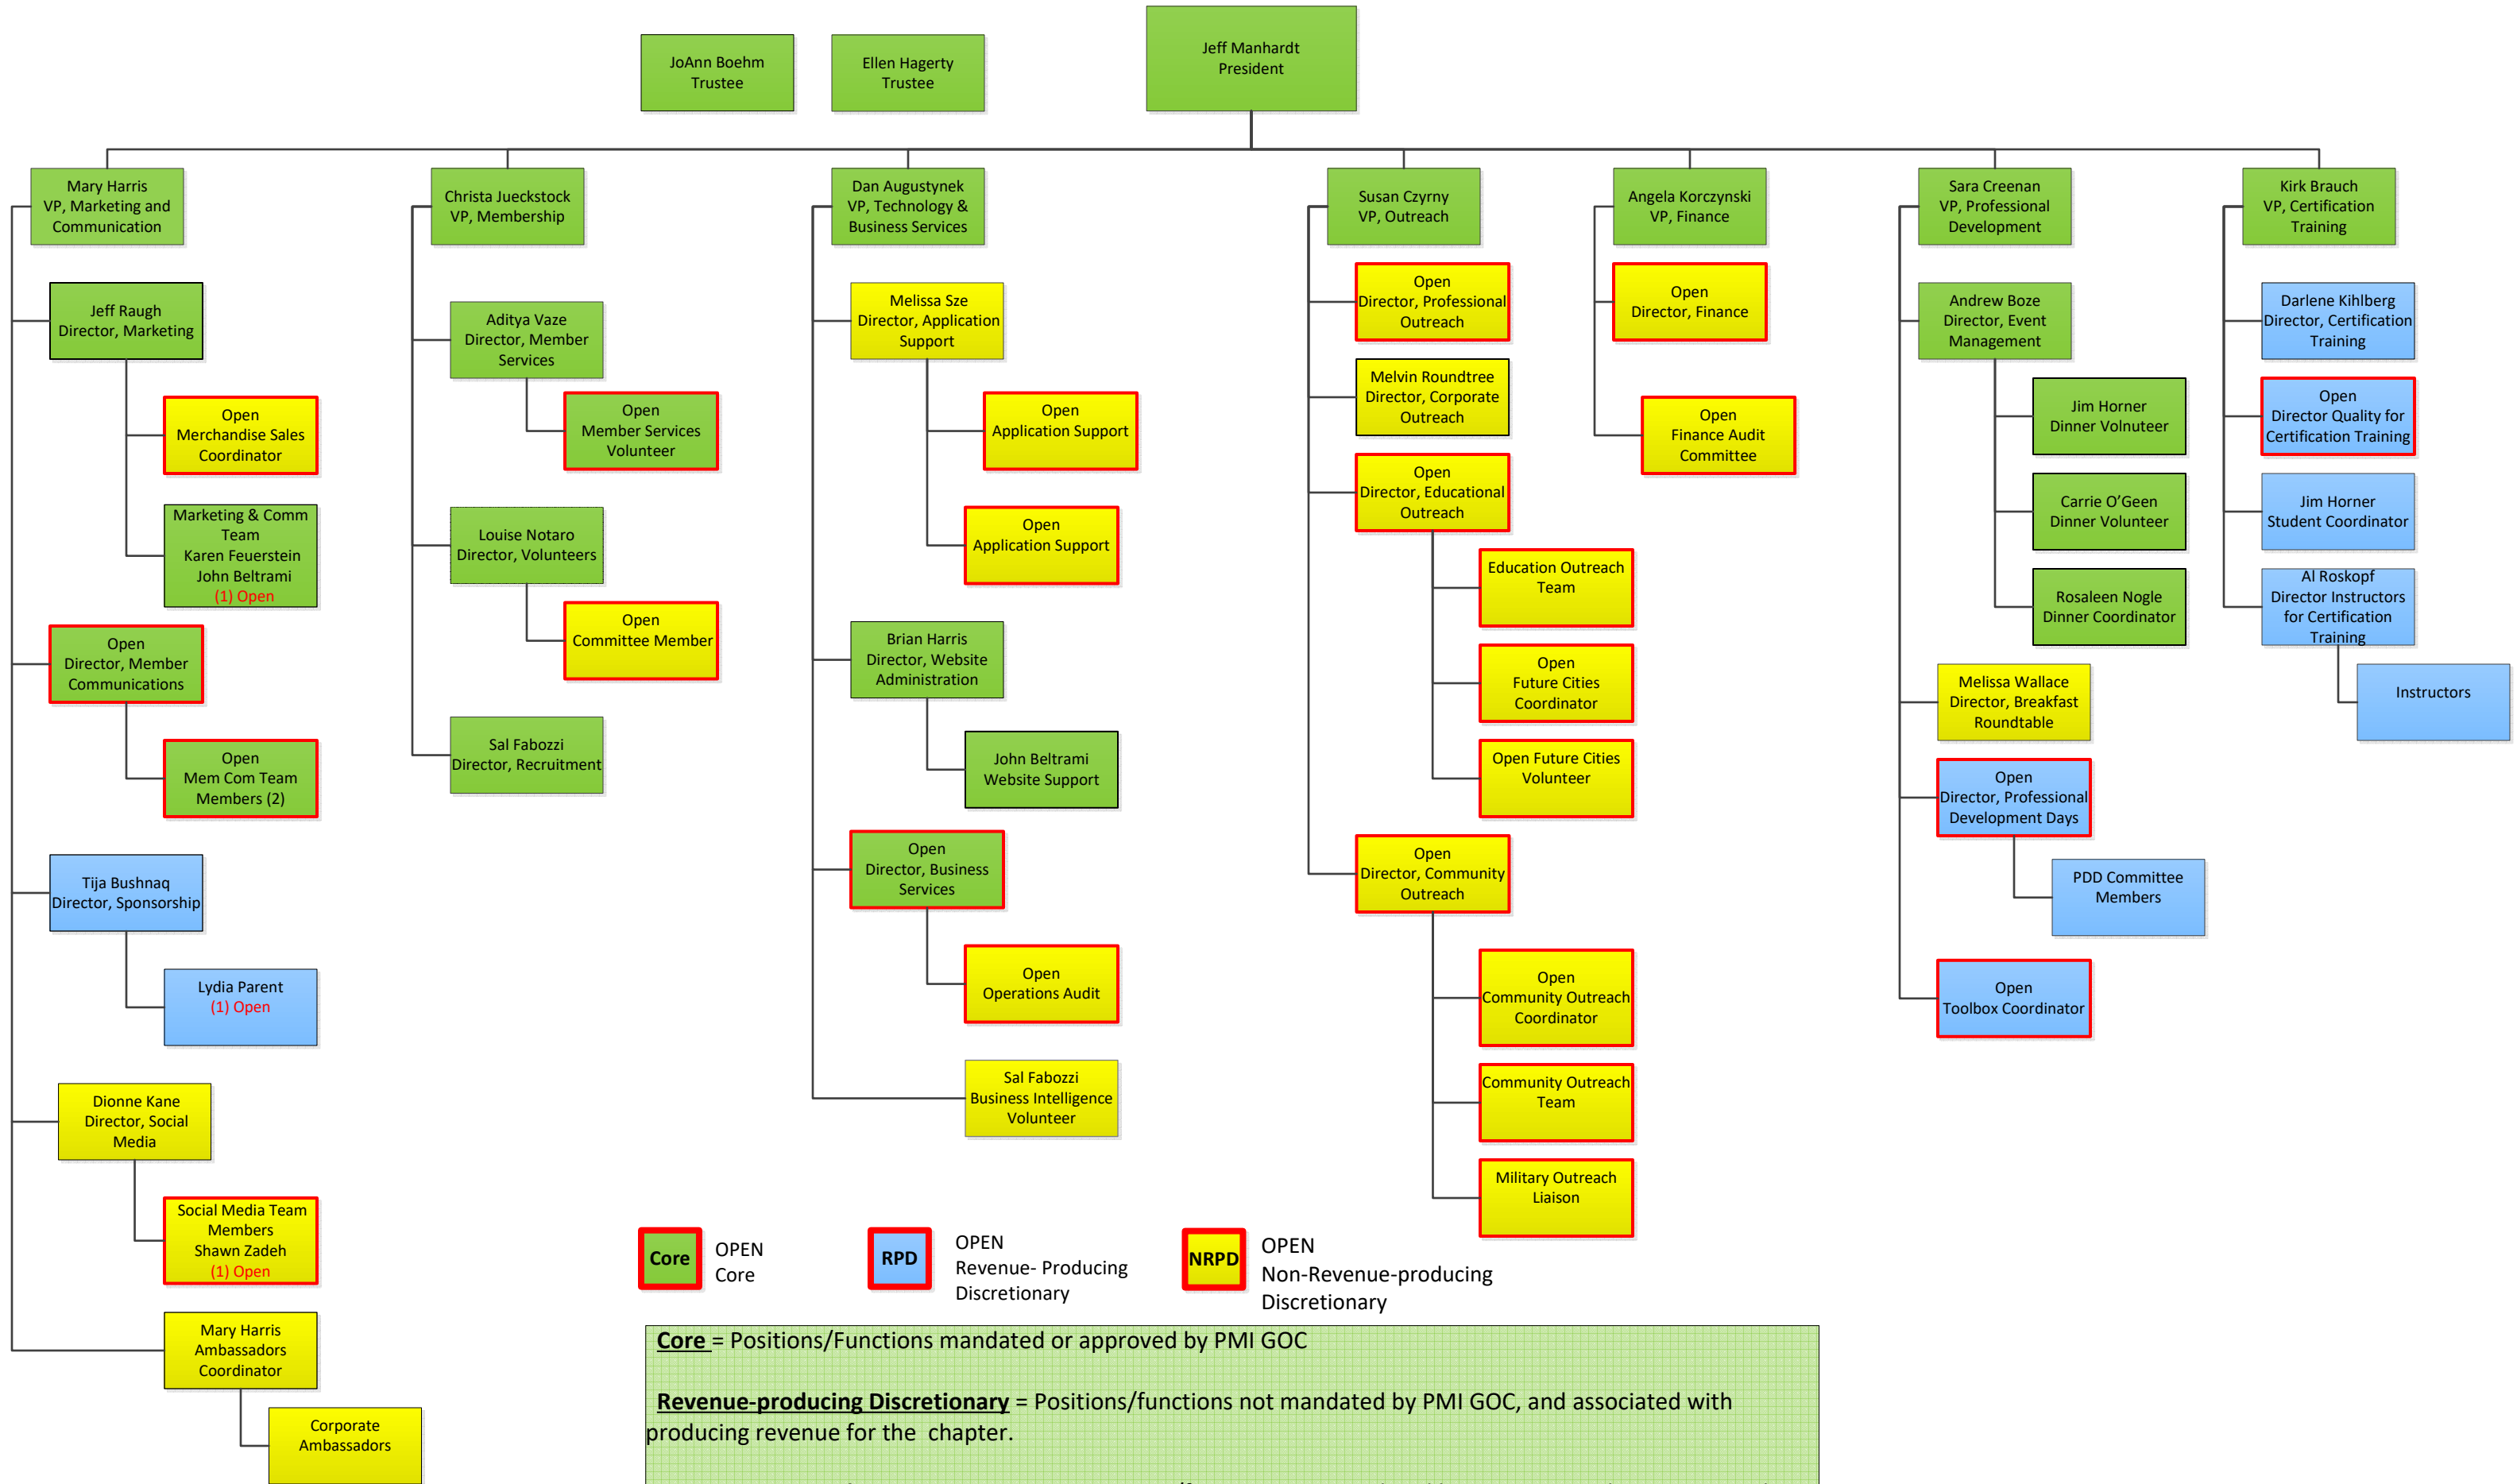 JoAnn Boehm
Trustee
Ellen Hagerty
Trustee
Jeff Manhardt
President
Mary Harris
VP, Marketing and
Communication
Jeff Raugh
Director, Marketing
Open
Merchandise Sales
Coordinator
Marketing & Comm
Team
Karen Feuerstein
John Beltrami
(1) Open
Open
Director, Member
Communications
Open
Mem Com Team
Members (2)
Tija Bushnaq
Director, Sponsorship
Lydia Parent
(1) Open
Dionne Kane
Director, Social
Media
Social Media Team
Members
Shawn Zadeh
(1) Open
Mary Harris
Ambassadors
Coordinator
Corporate
Ambassadors
Christa Jueckstock
VP, Membership
Aditya Vaze
Director, Member
Services
Open
Member Services
Volunteer
Louise Notaro
Director, Volunteers
Open
Committee Member
Sal Fabozzi
Director, Recruitment
Dan Augustynek
VP, Technology &
Business Services
Melissa Sze
Director, Application
Support
Open
Application Support
Open
Application Support
Brian Harris
Director, Website
Administration
John Beltrami
Website Support
Open
Director, Business
Services
Open
Operations Audit
Sal Fabozzi
Business Intelligence
Volunteer
Susan Czyrny
VP, Outreach
Open
Director, Professional
Outreach
Melvin Roundtree
Director, Corporate
Outreach
Open
Director, Educational
Outreach
Education Outreach
Team
Open
Future Cities
Coordinator
Open Future Cities
Volunteer
Open
Director, Community
Outreach
Open
Community Outreach
Coordinator
Community Outreach
Team
Military Outreach
Liaison
Angela Korczynski
VP, Finance
Open
Director, Finance
Open
Finance Audit
Committee
Sara Creenan
VP, Professional
Development
Andrew Boze
Director, Event
Management
Jim Horner
Dinner Volnuteer
Carrie O’Geen
Dinner Volunteer
Rosaleen Nogle
Dinner Coordinator
Melissa Wallace
Director, Breakfast
Roundtable
Open
Director, Professional
Development Days
PDD Committee
Members
Open
Toolbox Coordinator
Kirk Brauch
VP, Certification
Training
Darlene Kihlberg
Director, Certification
Training
Open
Director Quality for
Certification Training
Jim Horner
Student Coordinator
Al Roskopf
Director Instructors
for Certification
Training
Instructors
Core
OPEN
Core
RPD
OPEN
Revenue- Producing
Discretionary
NRPD
OPEN
Non-Revenue-producing
Discretionary
Core = Positions/Functions mandated or approved by PMI GOC
Revenue-producing Discretionary = Positions/functions not mandated by PMI GOC, and associated with
producing revenue for the chapter.